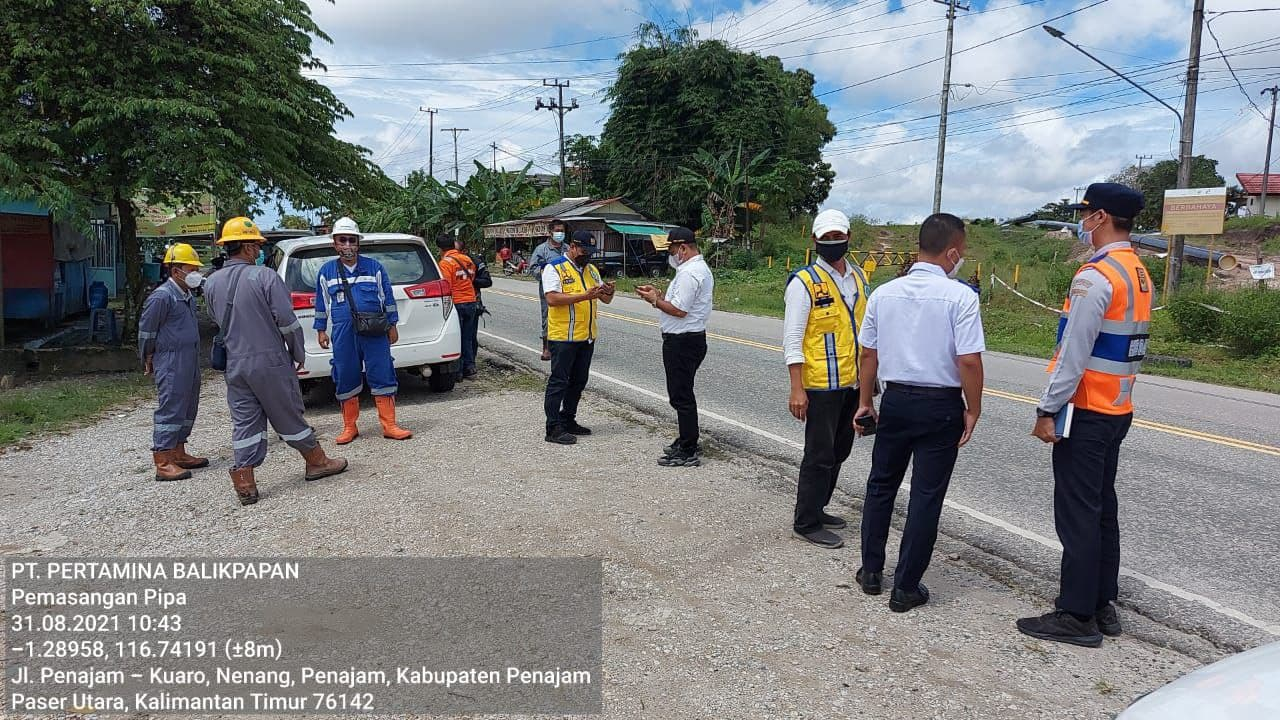 BERBAHAYA
PT. PERTAMINA BALIKPAPAN
Pemasangan Pipa
31.08.2021 10:43
−1.28958, 116.74191 (±8m)
Jl. Penajam – Kuaro, Nenang, Penajam, Kabupaten Penajam
Paser Utara, Kalimantan Timur 76142